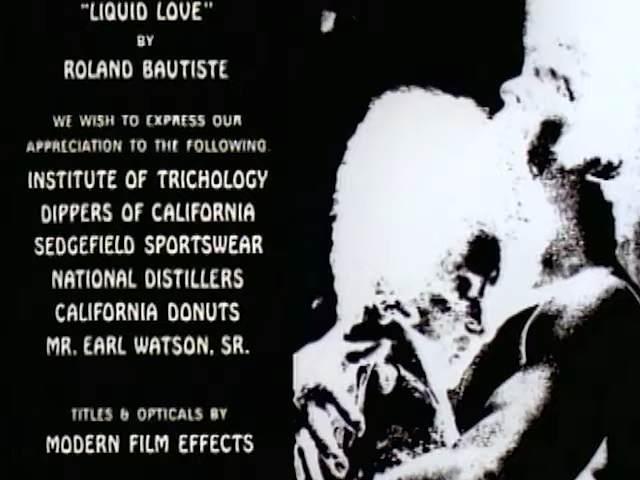 "LIQUID LOVE"
BY
ROLAND BAUTISTE
WE WISH TO EXPRESS OUR
APPRECIATION TO THE FOLLOWING.
INSTITUTE OF TRICHOLOGY
DIPPERS OF CALIFORNIA
SEDGEFIELD SPORTSWEAR
NATIONAL DISTILLERS
CALIFORNIA DONUTS
MR. EARL WATSON, SR.
TITLES & OPTICALS BY
MODERN FILM EFFECTS